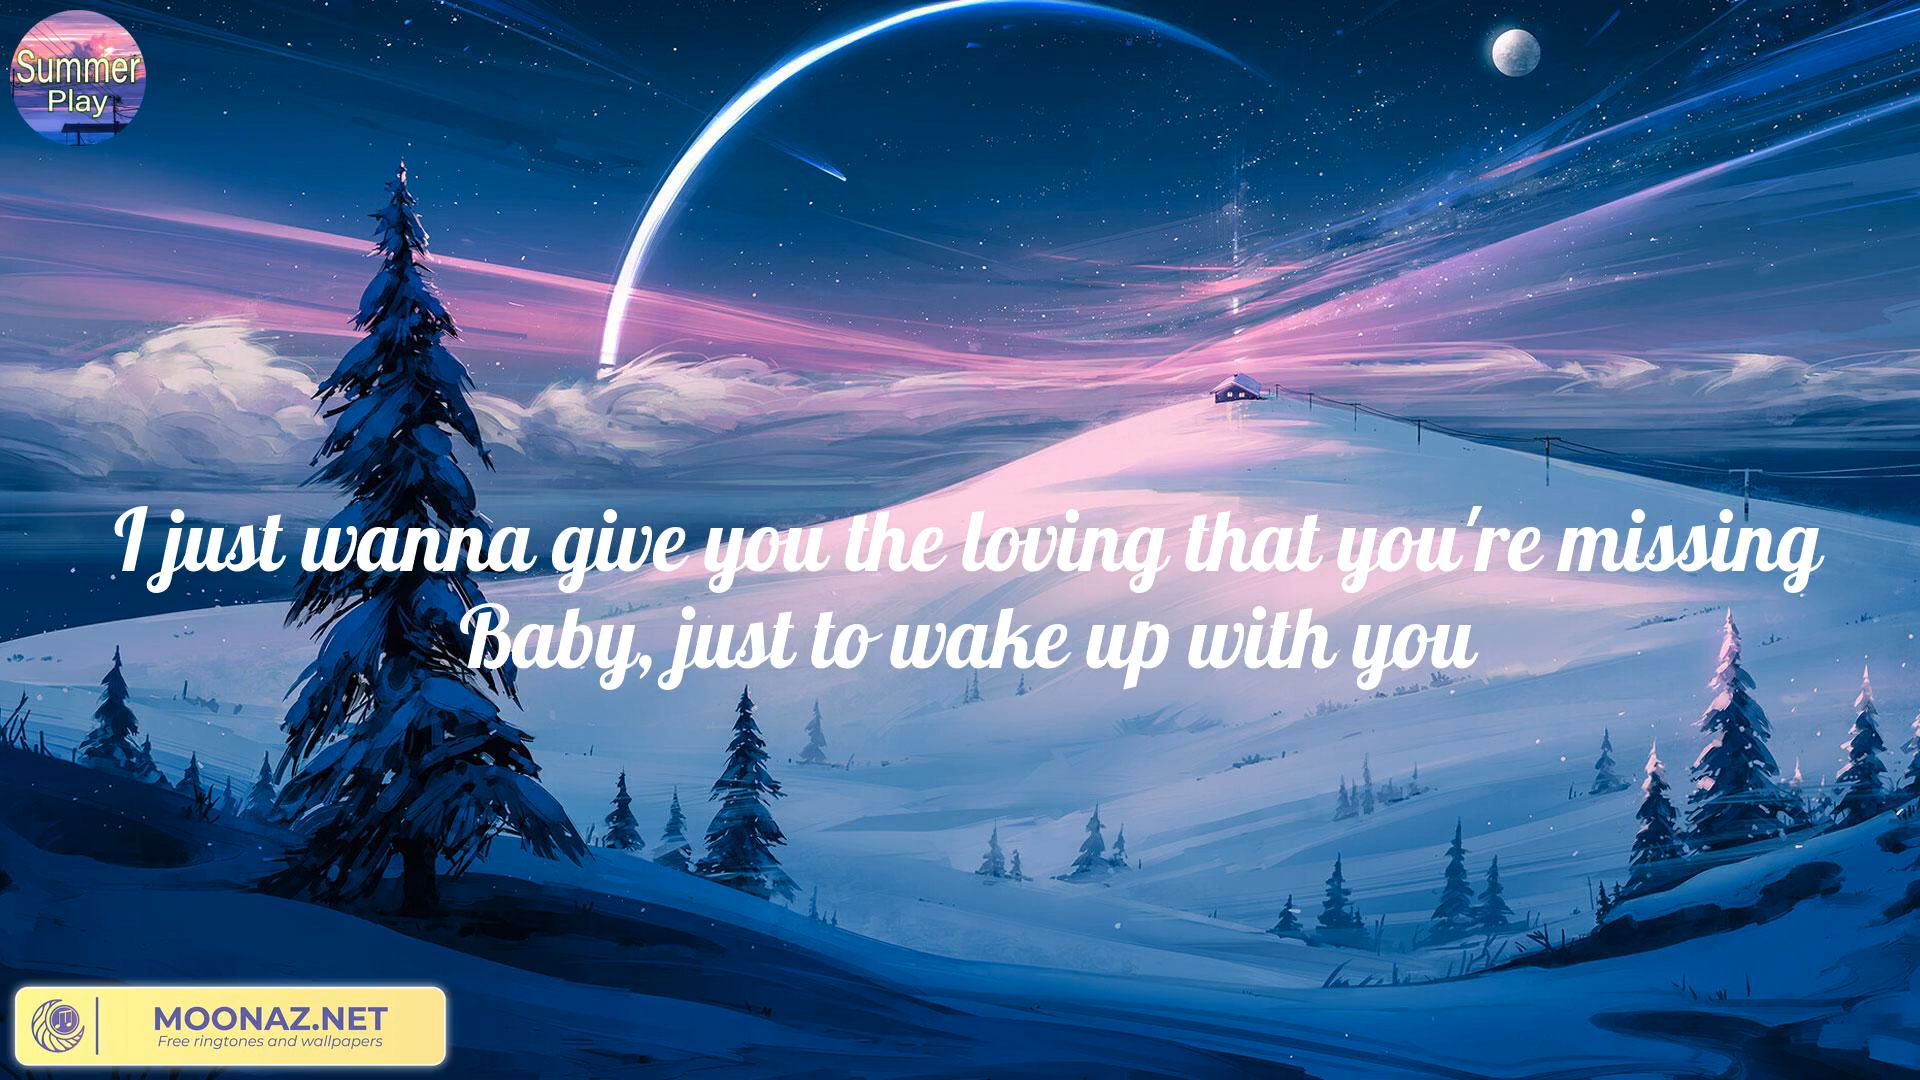 Summer
Play
I just wanna give you the loving that you're missing
Baby, just to wake up with you
MOONAZ.NET
Free ringtones and wallpapers